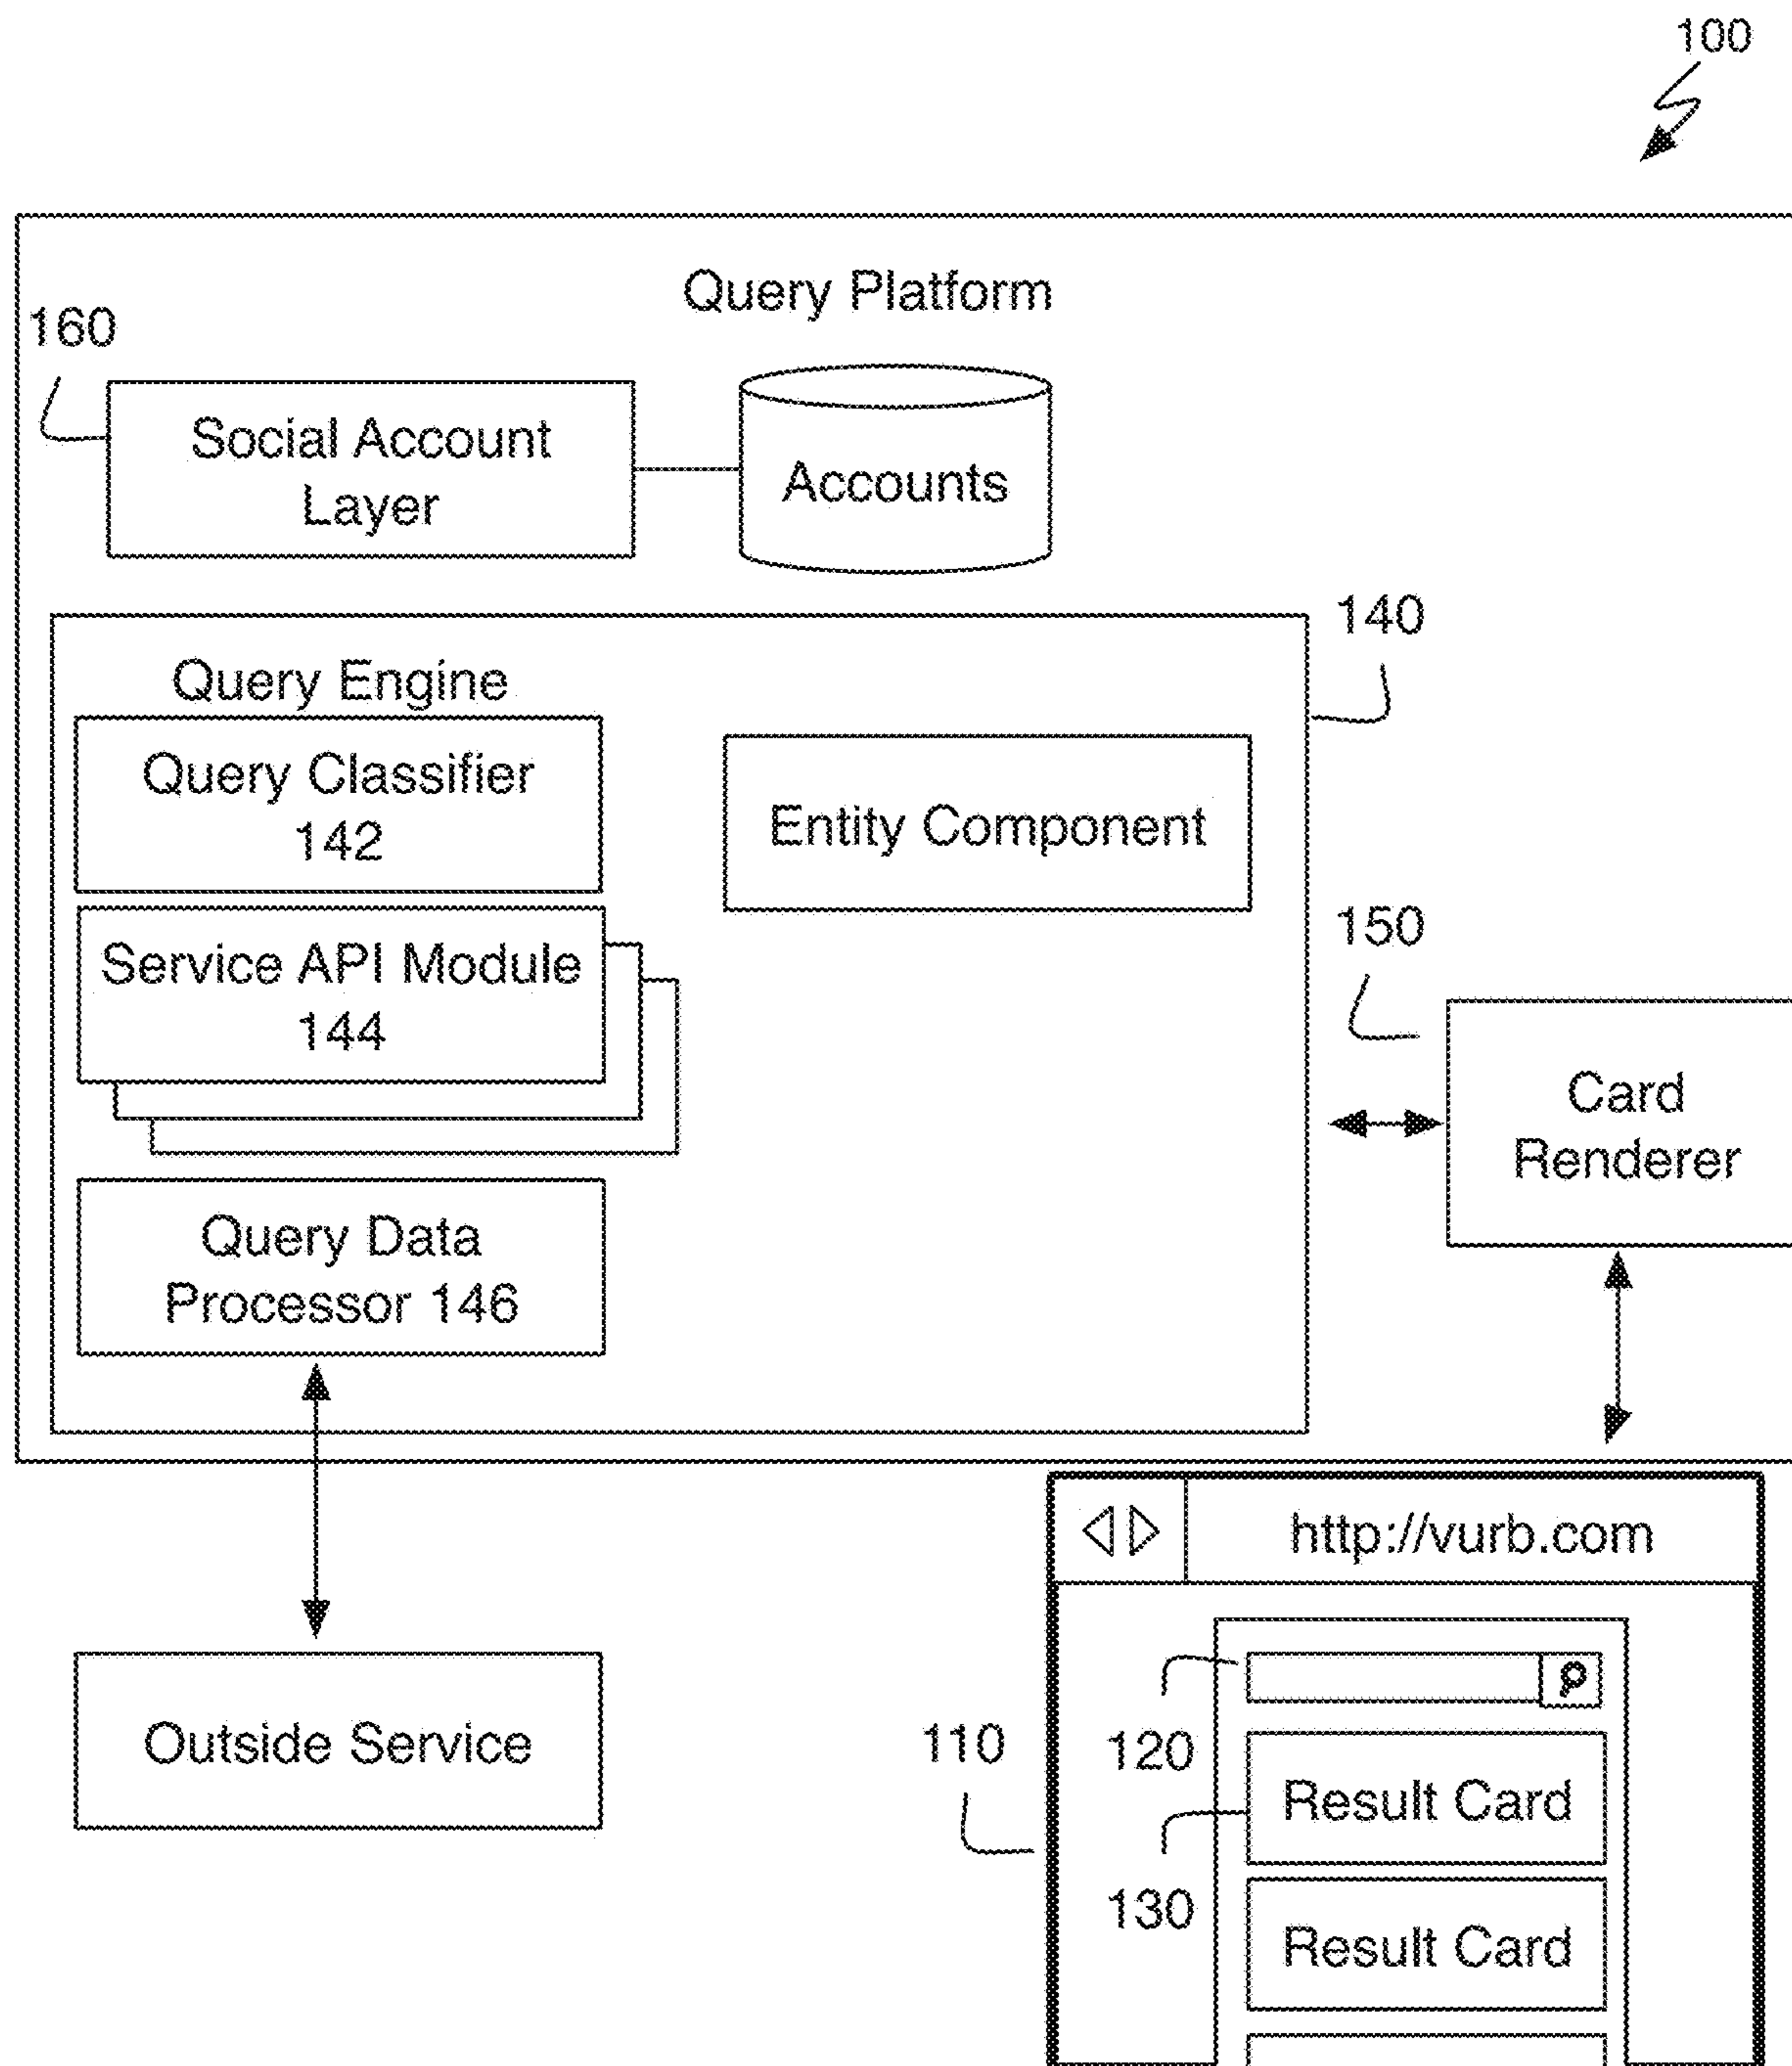 100
Query Platform
160
Social Account
Layer
Accounts
140
Query Engine
Query Classifier
142
Entity Component
Service API Module
144
150
Card
Renderer
Query Data
Processor 146
http://vurb.com
Outside Service
110
120
Result Card
130
Result Card